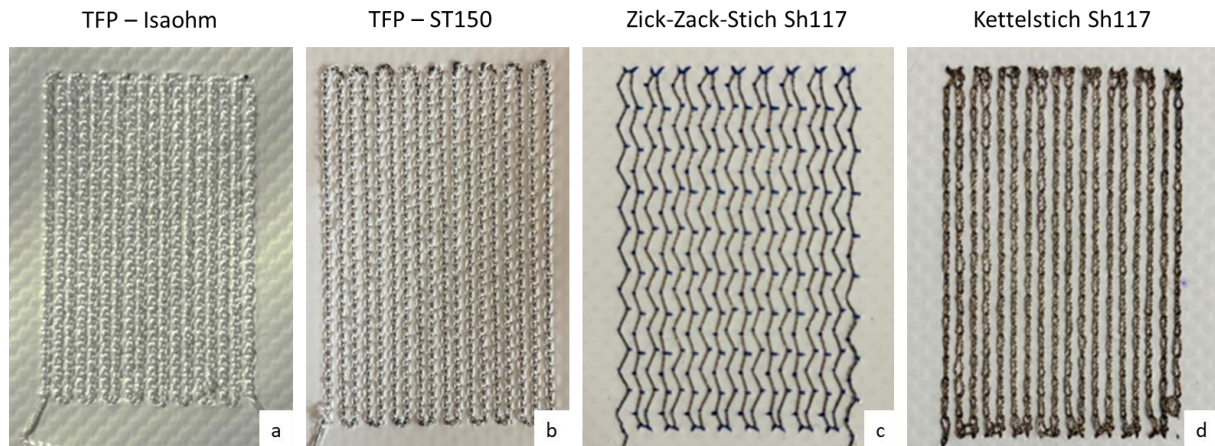 TFP – Isaohm
TFP – ST150
Zick-Zack-Stich Sh117
Kettelstich Sh117
a
b
c
d